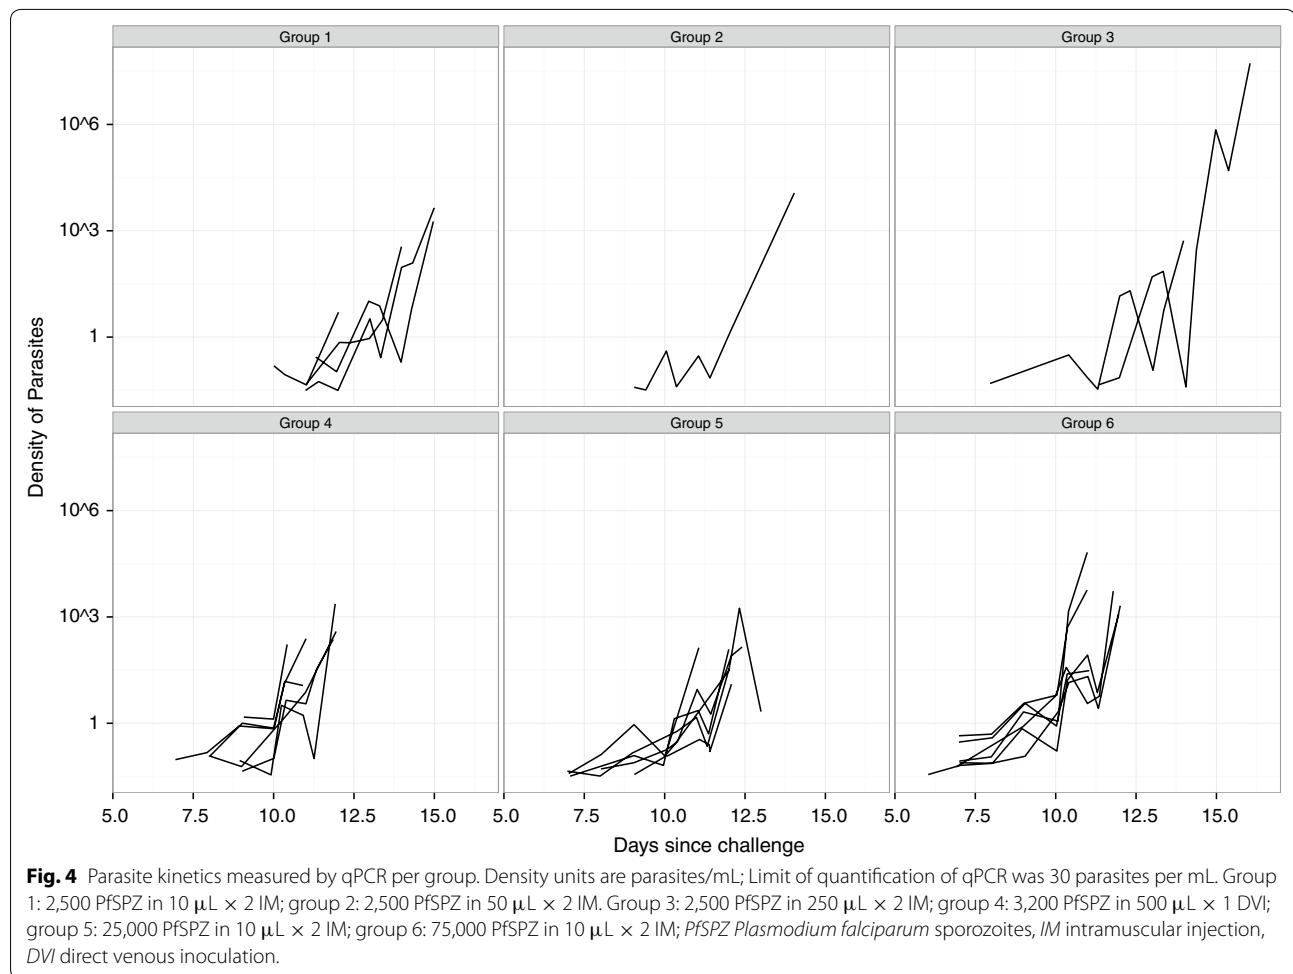 Group 1 Group 2 Group 3
10^6
10^3
1
Density of Parasites
Group 4 Group 5 Group 6
10^6
10^3
1
5.0 7.5 10.0 12.5 15.0 5.0 7.5 10.0 12.5 15.0 5.0 7.5 10.0 12.5 15.0
Days since challenge
Fig. 4 Parasite kinetics measured by qPCR per group. Density units are parasites/mL; Limit of quantification of qPCR was 30 parasites per mL. Group
1: 2,500 PfSPZ in 10 μL × 2 IM; group 2: 2,500 PfSPZ in 50 μL × 2 IM. Group 3: 2,500 PfSPZ in 250 μL × 2 IM; group 4: 3,200 PfSPZ in 500 μL × 1 DVI;
group 5: 25,000 PfSPZ in 10 μL × 2 IM; group 6: 75,000 PfSPZ in 10 μL × 2 IM; PfSPZ Plasmodium falciparum sporozoites, IM intramuscular injection,
DVI direct venous inoculation.